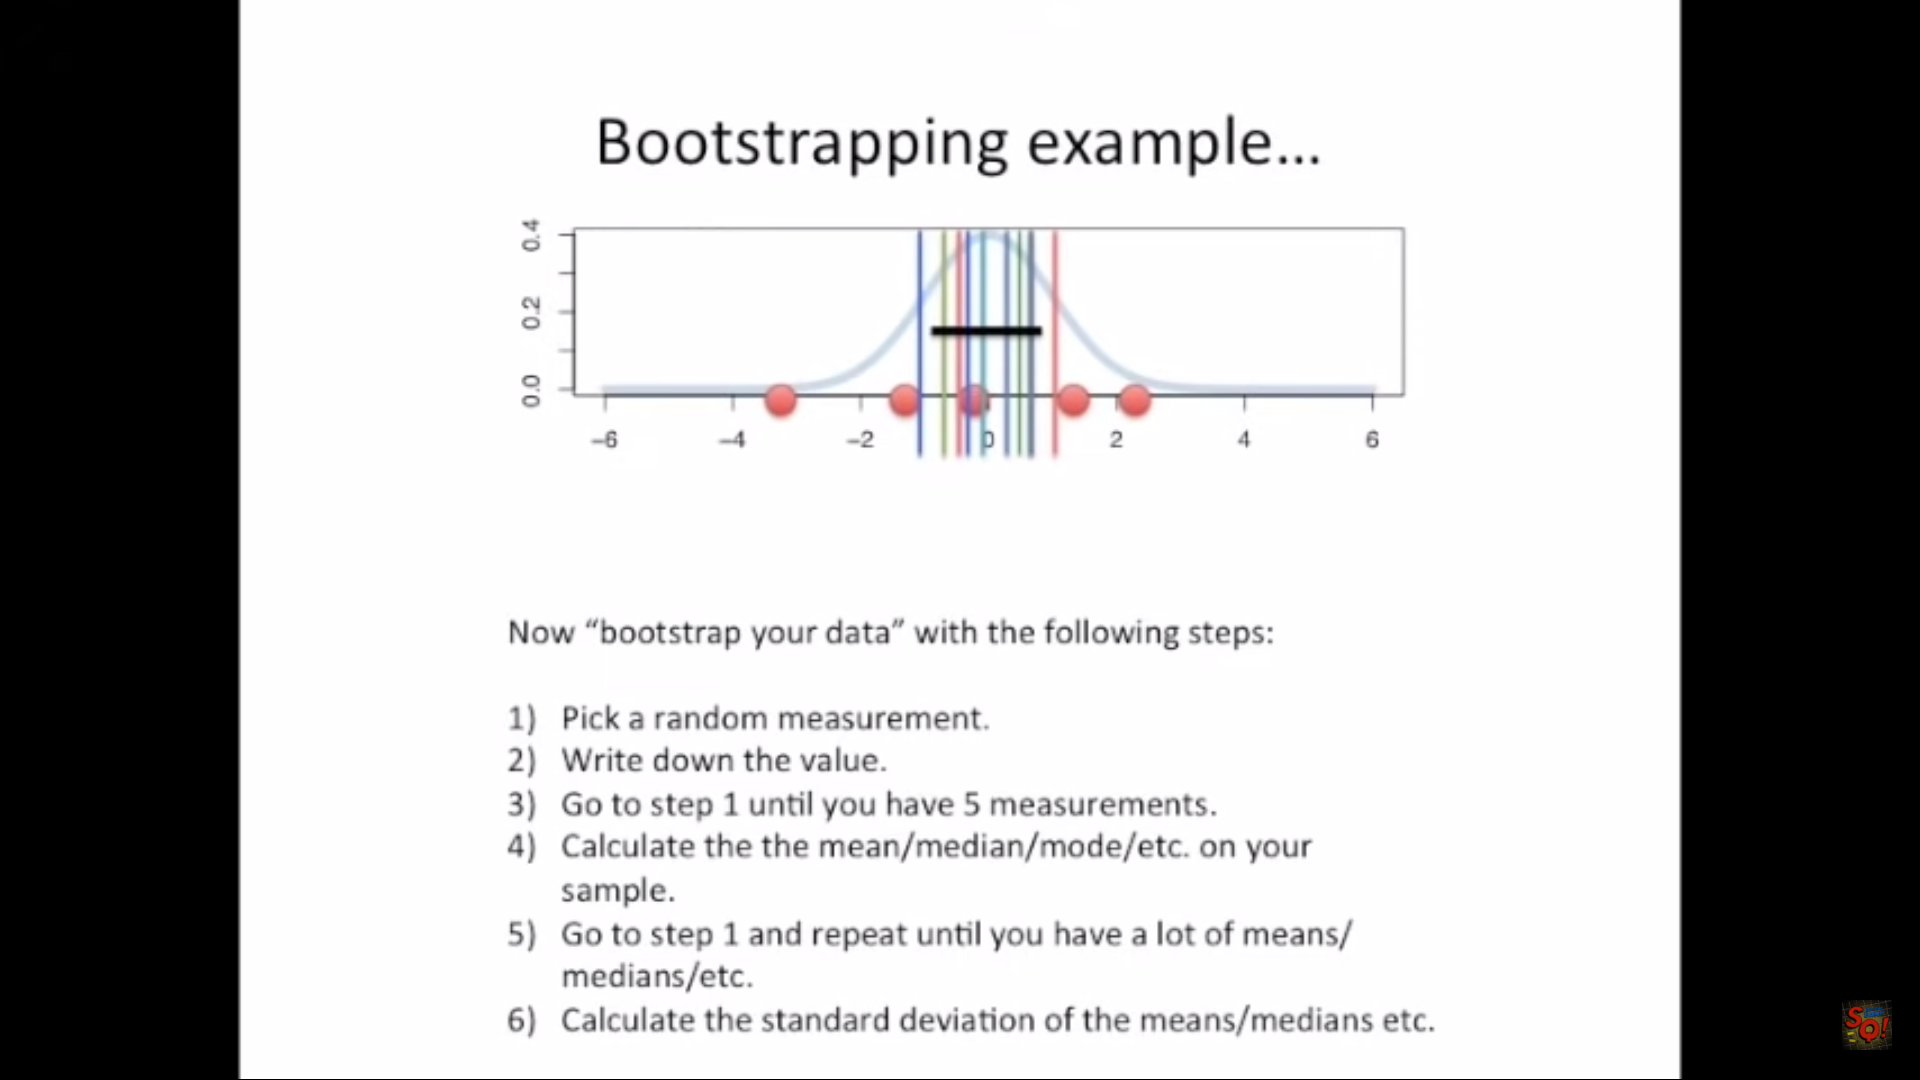 Bootstrapping example...
0.4
0.2
0.0
–6 –4 –2 0 2 4 6
Now “bootstrap your data” with the following steps:
1) Pick a random measurement.
2) Write down the value.
3) Go to step 1 until you have 5 measurements.
4) Calculate the the mean/median/mode/etc. on your
sample.
5) Go to step 1 and repeat until you have a lot of means/
medians/etc.
6) Calculate the standard deviation of the means/medians etc.
SQ!